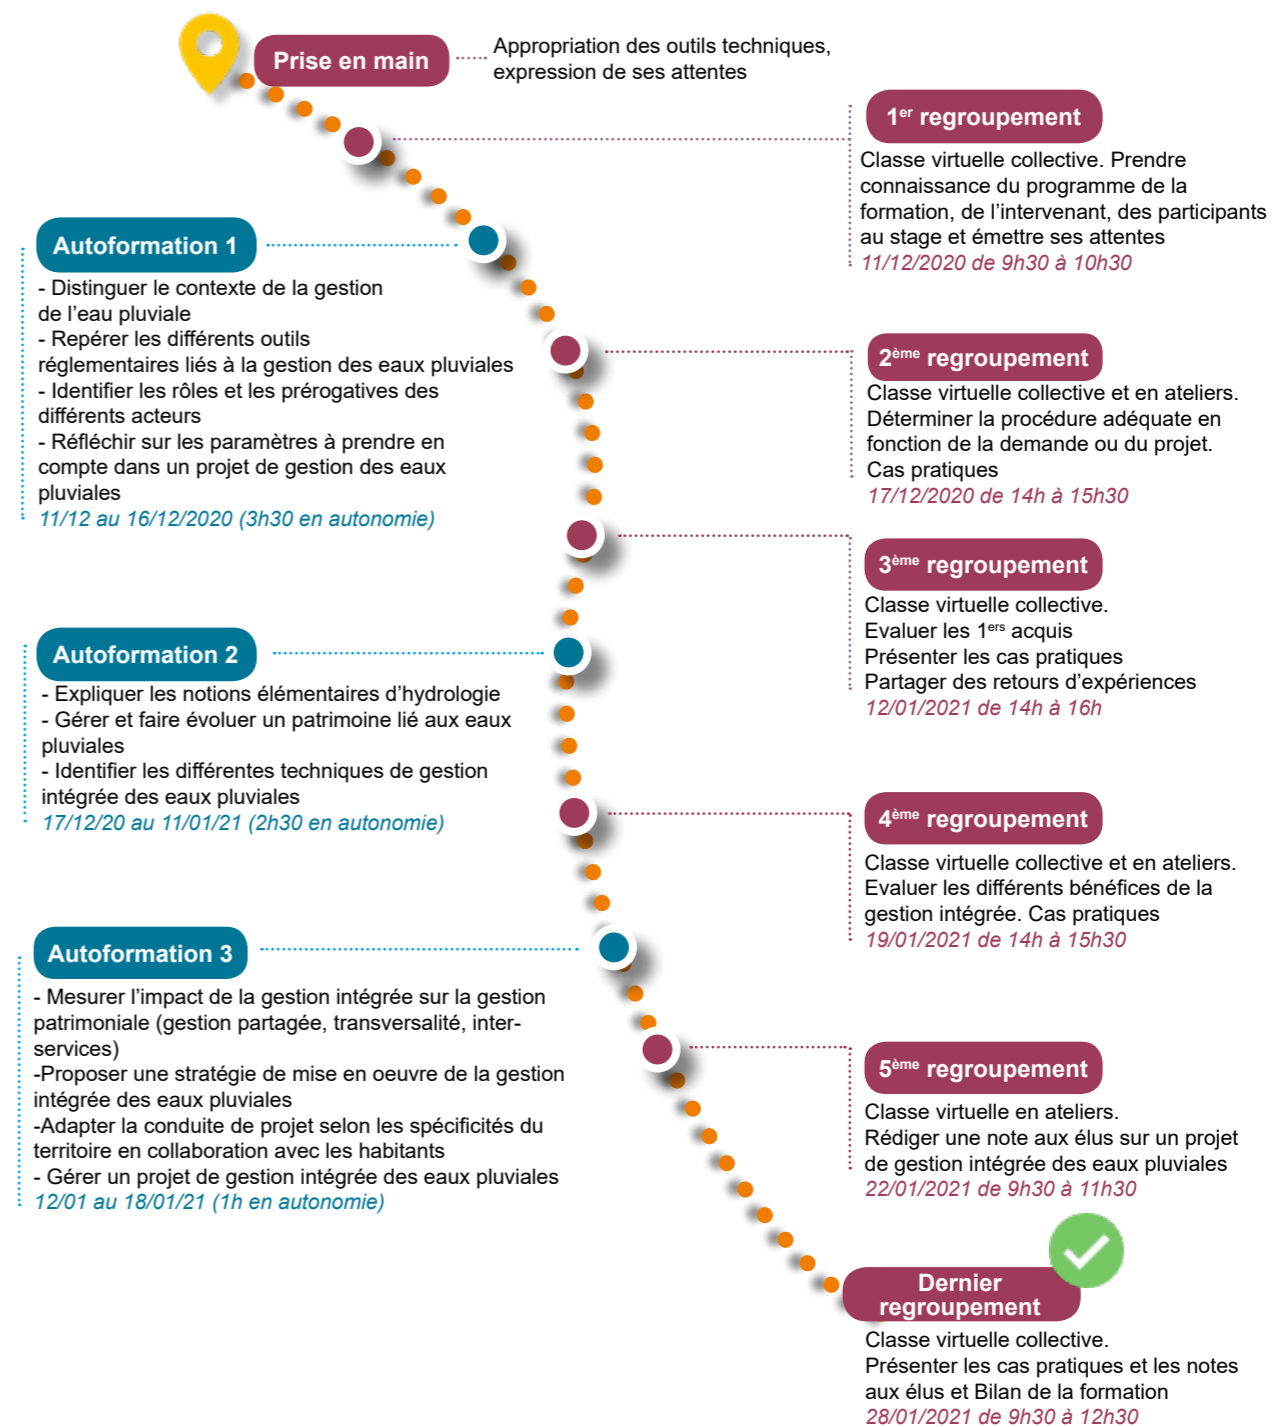 Prise en main
Appropriation des outils techniques,
expression de ses attentes
1er regroupement
Classe virtuelle collective. Prendre
connaissance du programme de la
formation, de l’intervenant, des participants
au stage et émettre ses attentes
11/12/2020 de 9h30 à 10h30
Autoformation 1
- Distinguer le contexte de la gestion
de l’eau pluviale
- Repérer les différents outils
réglementaires liés à la gestion des eaux pluviales
- Identifier les rôles et les prérogatives des
différents acteurs
- Réfléchir sur les paramètres à prendre en
compte dans un projet de gestion des eaux
pluviales
11/12 au 16/12/2020 (3h30 en autonomie)
2ème regroupement
Classe virtuelle collective et en ateliers.
Déterminer la procédure adéquate en
fonction de la demande ou du projet.
Cas pratiques
17/12/2020 de 14h à 15h30
3ème regroupement
Classe virtuelle collective.
Evaluer les 1ers acquis
Présenter les cas pratiques
Partager des retours d’expériences
12/01/2021 de 14h à 16h
Autoformation 2
- Expliquer les notions élémentaires d’hydrologie
- Gérer et faire évoluer un patrimoine lié aux eaux
pluviales
- Identifier les différentes techniques de gestion
intégrée des eaux pluviales
17/12/20 au 11/01/21 (2h30 en autonomie)
4ème regroupement
Classe virtuelle collective et en ateliers.
Evaluer les différents bénéfices de la
gestion intégrée. Cas pratiques
19/01/2021 de 14h à 15h30
Autoformation 3
- Mesurer l’impact de la gestion intégrée sur la gestion
patrimoniale (gestion partagée, transversalité, inter-
services)
-Proposer une stratégie de mise en oeuvre de la gestion
intégrée des eaux pluviales
-Adapter la conduite de projet selon les spécificités du
territoire en collaboration avec les habitants
- Gérer un projet de gestion intégrée des eaux pluviales
12/01 au 18/01/21 (1h en autonomie)
5ème regroupement
Classe virtuelle en ateliers.
Rédiger une note aux élus sur un projet
de gestion intégrée des eaux pluviales
22/01/2021 de 9h30 à 11h30
Dernier
regroupement
Classe virtuelle collective.
Présenter les cas pratiques et les notes
aux élus et Bilan de la formation
28/01/2021 de 9h30 à 12h30